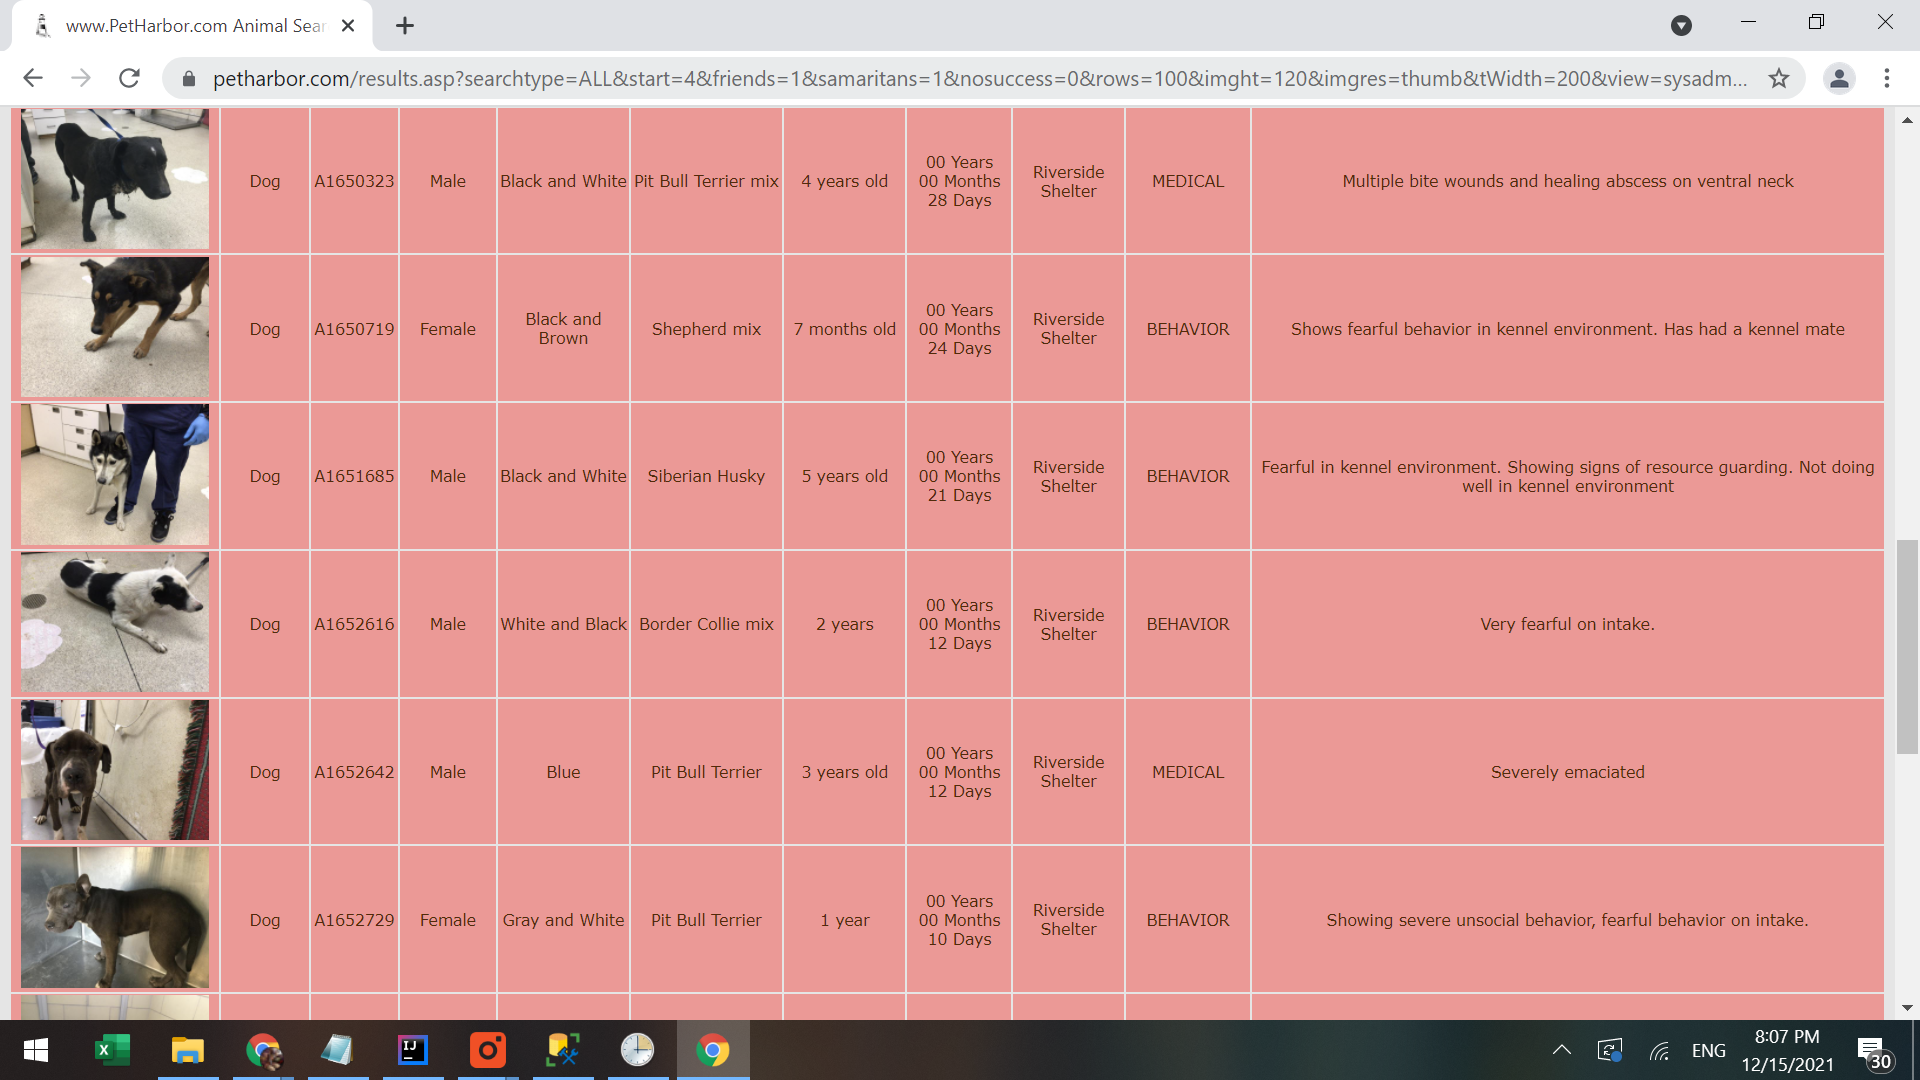 www.PetHarbor.com Animal Sear
petharbor.com/results.asp?searchtype=ALL&start=4&friends=1&samaritans=1&nosuccess=0&rows=100&imght=120&imgres=thumb&tWidth=200&view=sysadm...
Dog A1650323 Male Black and White Pit Bull Terrier mix 4 years old 00 Years 00 Months 28 Days Riverside Shelter MEDICAL Multiple bite wounds and healing abscess on ventral neck
Dog A1650719 Female Black and Brown Shepherd mix 7 months old 00 Years 00 Months 24 Days Riverside Shelter BEHAVIOR Shows fearful behavior in kennel environment. Has had a kennel mate
Dog A1651685 Male Black and White Siberian Husky 5 years old 00 Years 00 Months 21 Days Riverside Shelter BEHAVIOR Fearful in kennel environment. Showing signs of resource guarding. Not doing well in kennel environment
Dog A1652616 Male White and Black Border Collie mix 2 years 00 Years 00 Months 12 Days Riverside Shelter BEHAVIOR Very fearful on intake.
Dog A1652642 Male Blue Pit Bull Terrier 3 years old 00 Years 00 Months 12 Days Riverside Shelter MEDICAL Severely emaciated
Dog A1652729 Female Gray and White Pit Bull Terrier 1 year 00 Years 00 Months 10 Days Riverside Shelter BEHAVIOR Showing severe unsocial behavior, fearful behavior on intake.
IJ
ENG
8:07 PM
12/15/2021
30